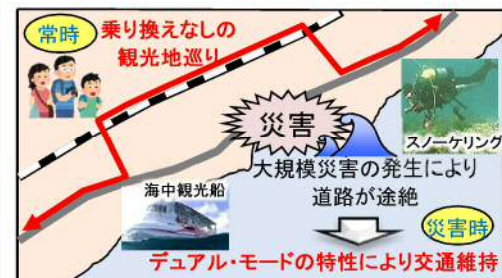 常時
乗り換えなしの
観光地巡り
災害
スノーケリング
大規模災害の発生により
道路が途絶
海中観光船
災害時
デュアル・モードの特性により交通維持